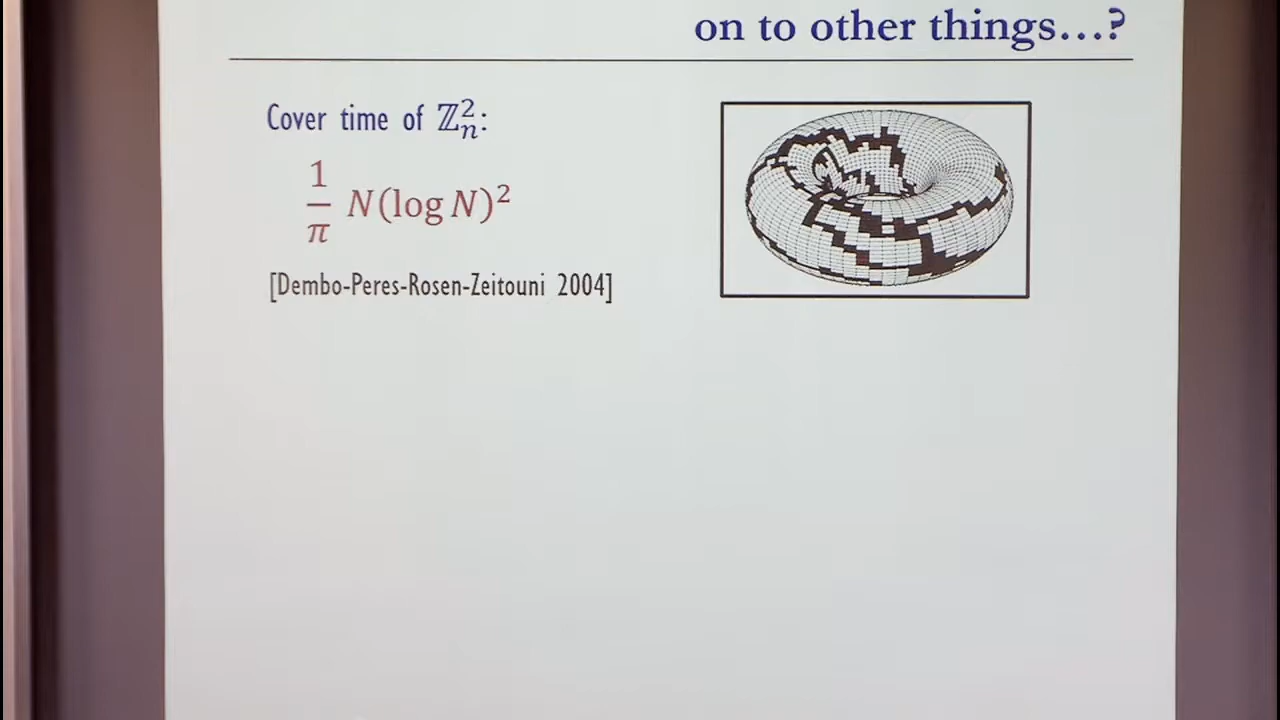 on to other things…?
Cover time of ℤ²ₙ:
1/π N(log N)²
[Dembo-Peres-Rosen-Zeitouni 2004]